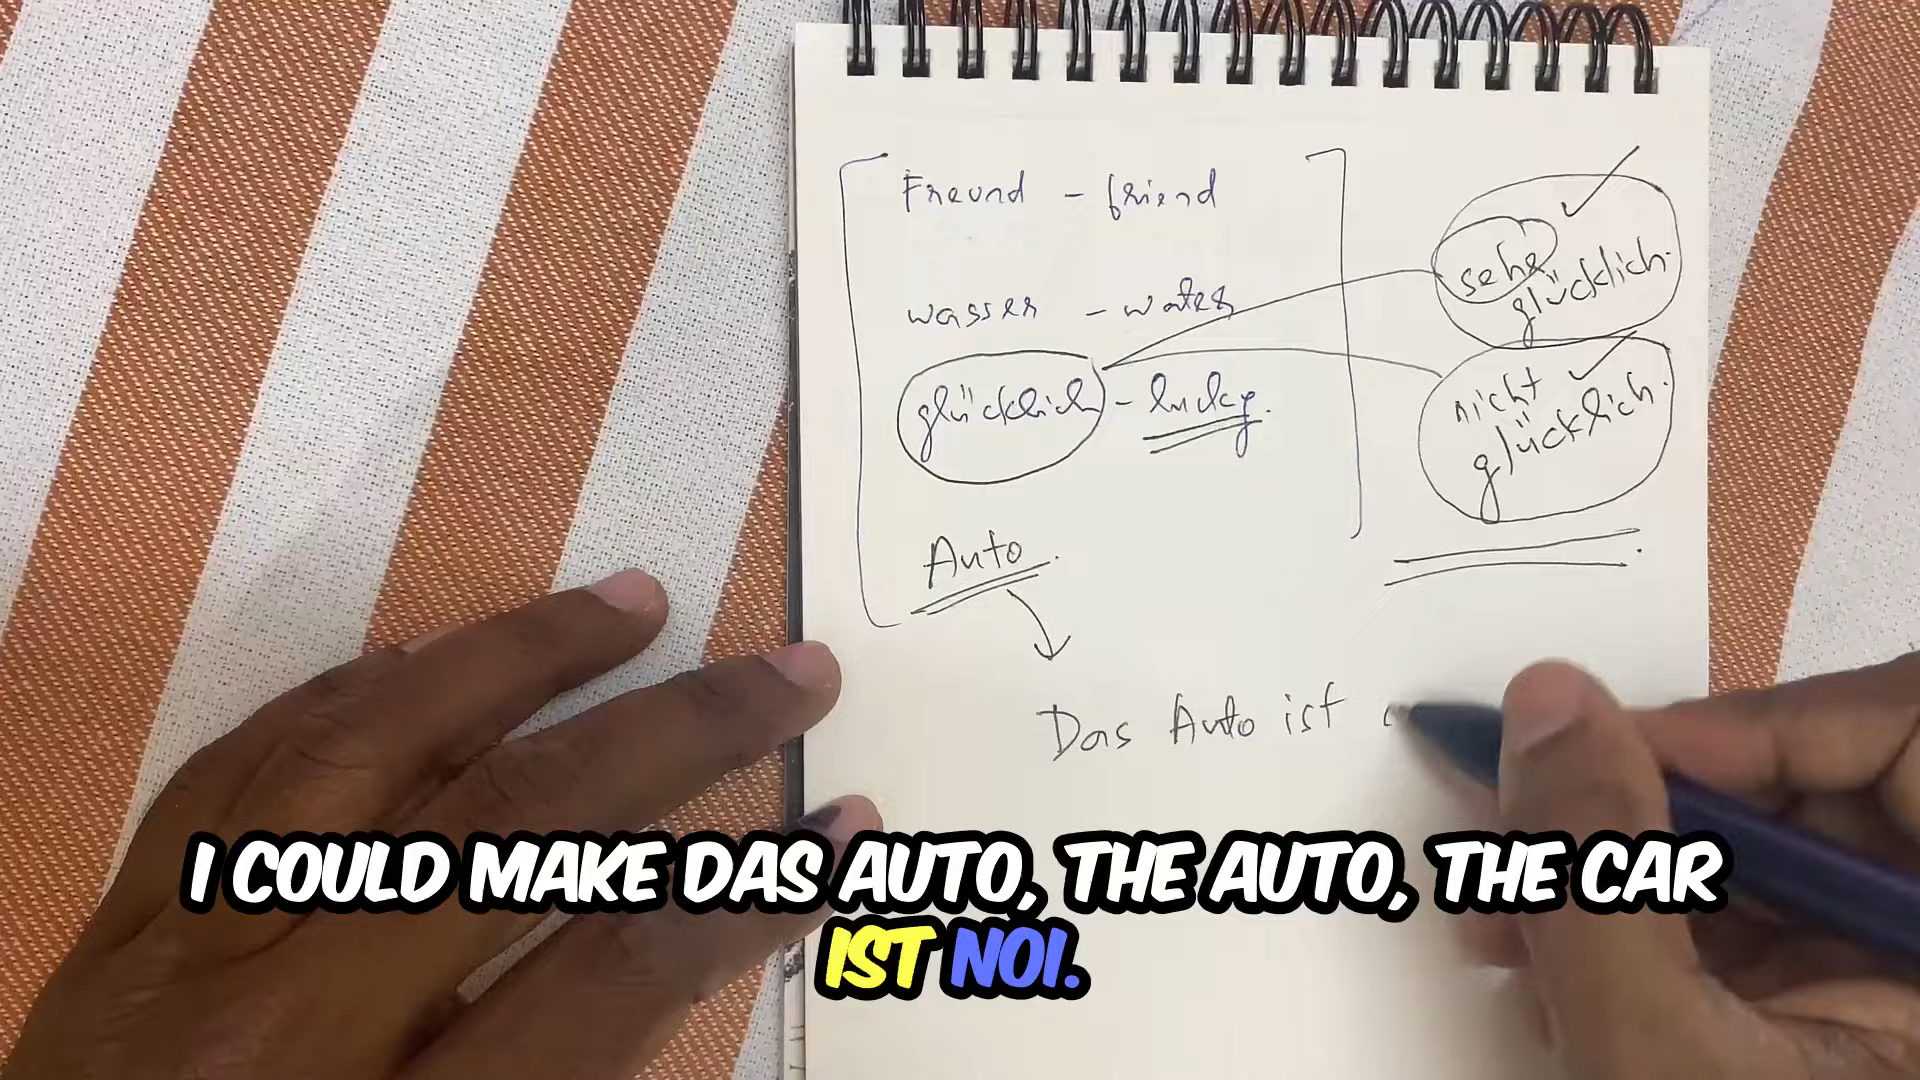 Freund - friend
wasser - water
glücklich - lucky.
Auto.
sehr
glücklich.
nicht
glücklich.
Das Auto ist
I COULD MAKE DAS AUTO, THE AUTO, THE CAR
IST NOI.